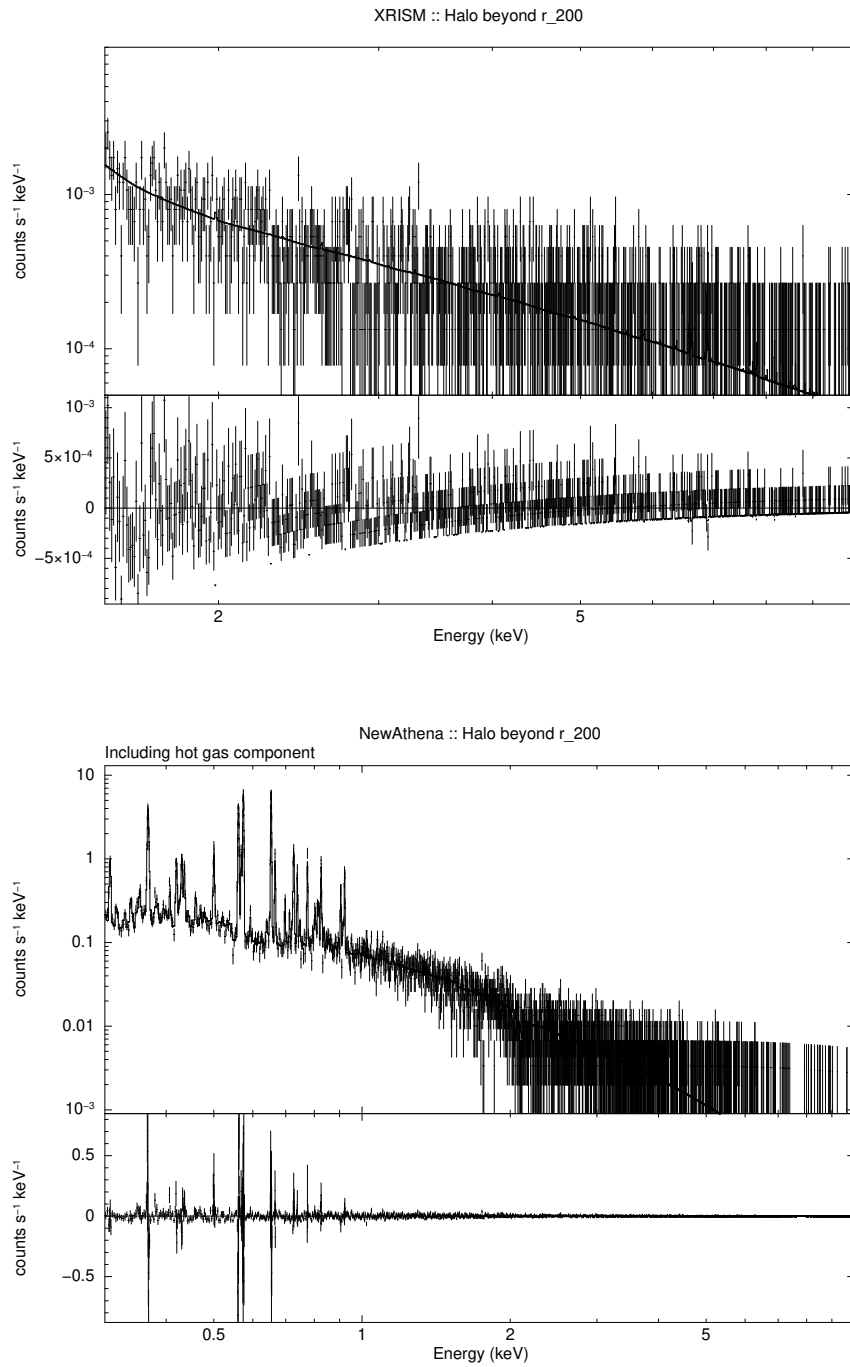 XRISM :: Halo beyond r_200
counts s⁻¹ keV⁻¹
10⁻³
10⁻⁴
counts s⁻¹ keV⁻¹
10⁻³
5×10⁻⁴
0
−5×10⁻⁴
2 5
Energy (keV)
NewAthena :: Halo beyond r_200
Including hot gas component
counts s⁻¹ keV⁻¹
10
1
0.1
0.01
10⁻³
counts s⁻¹ keV⁻¹
0.5
0
−0.5
0.5 1 2 5
Energy (keV)